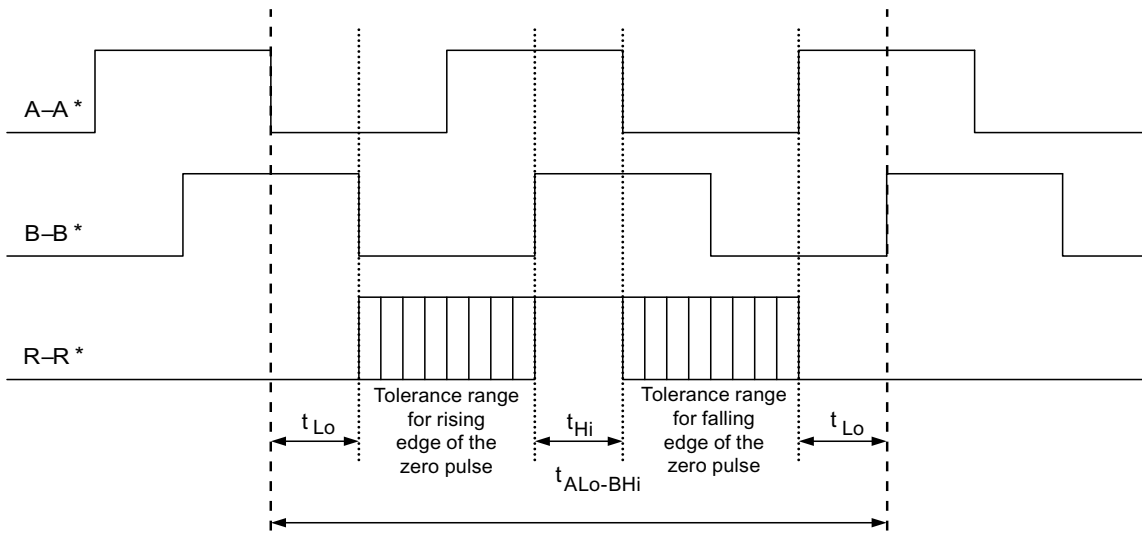 A–A*
B–B*
R–R*
Tolerance range
for rising
edge of the
zero pulse
Tolerance range
for falling
edge of the
zero pulse
t Lo
t Hi
t Lo
t ALo-BHi